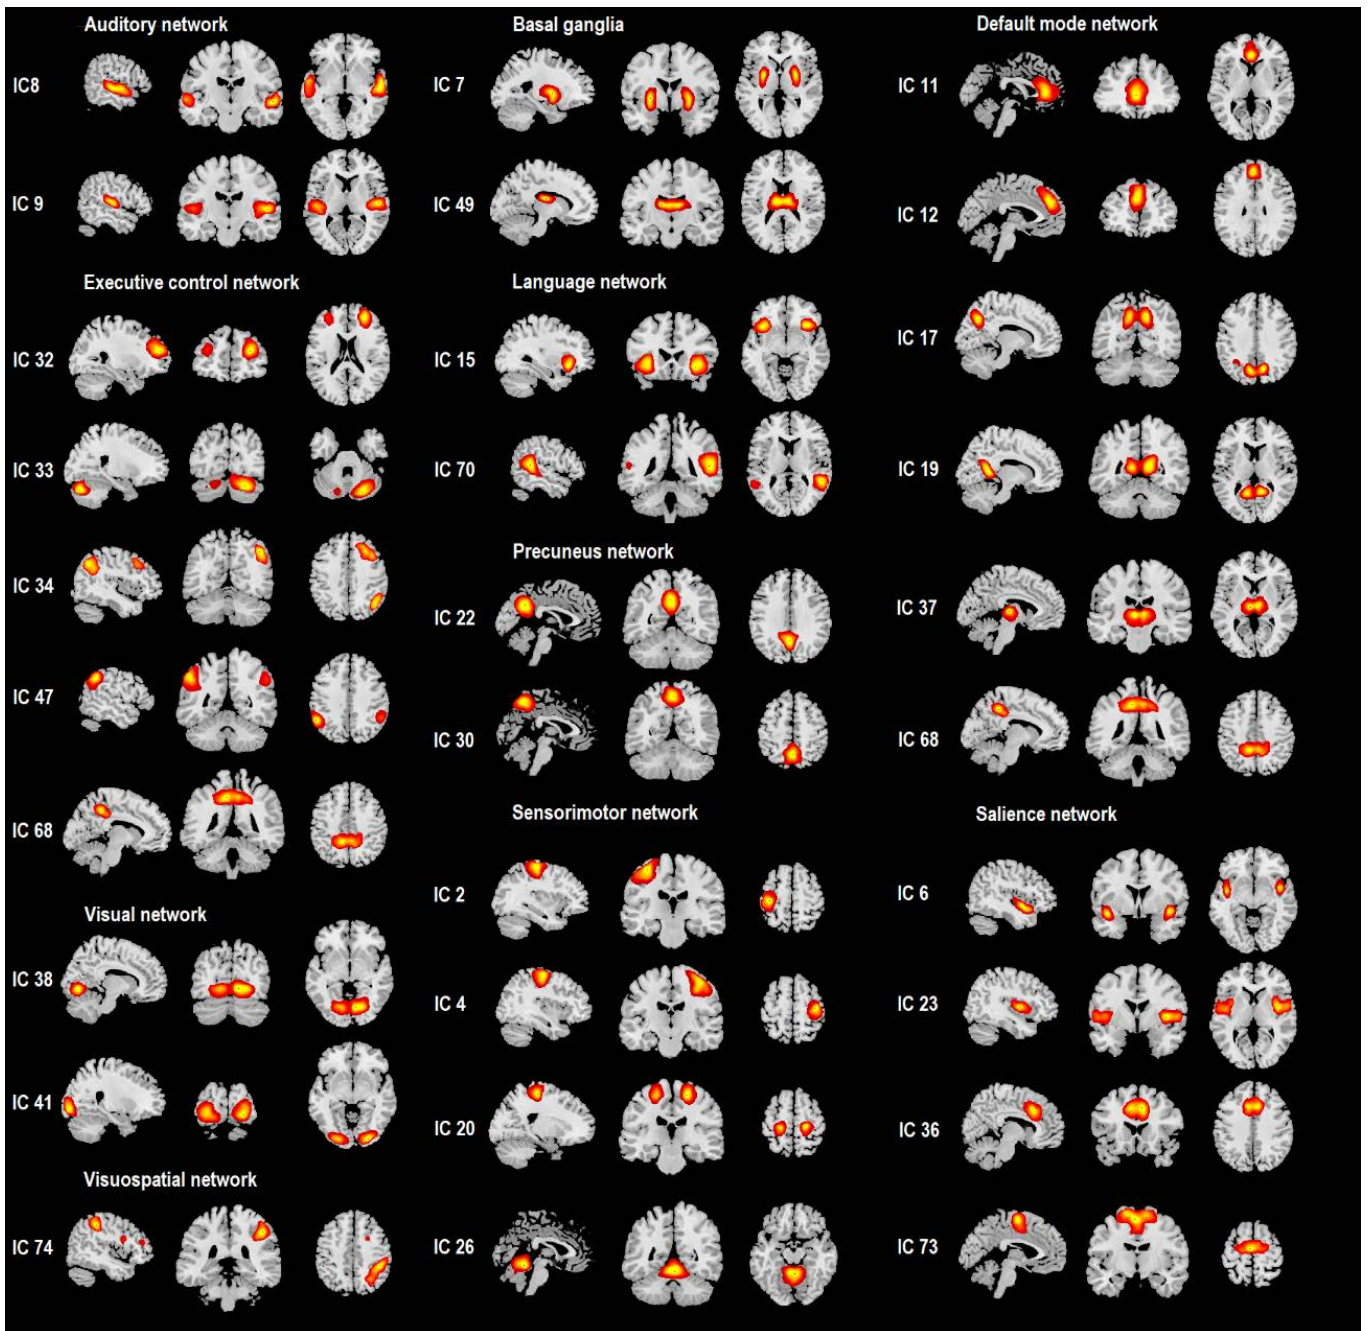 Auditory network
IC8
IC 9
Executive control network
IC 32
IC 33
IC 34
IC 47
IC 68
Visual network
IC 38
IC 41
Visuospatial network
IC 74
Basal ganglia
IC 7
IC 49
Language network
IC 15
IC 70
Precuneus network
IC 22
IC 30
Sensorimotor network
IC 2
IC 4
IC 20
IC 26
Default mode network
IC 11
IC 12
IC 17
IC 19
IC 37
IC 68
Salience network
IC 6
IC 23
IC 36
IC 73